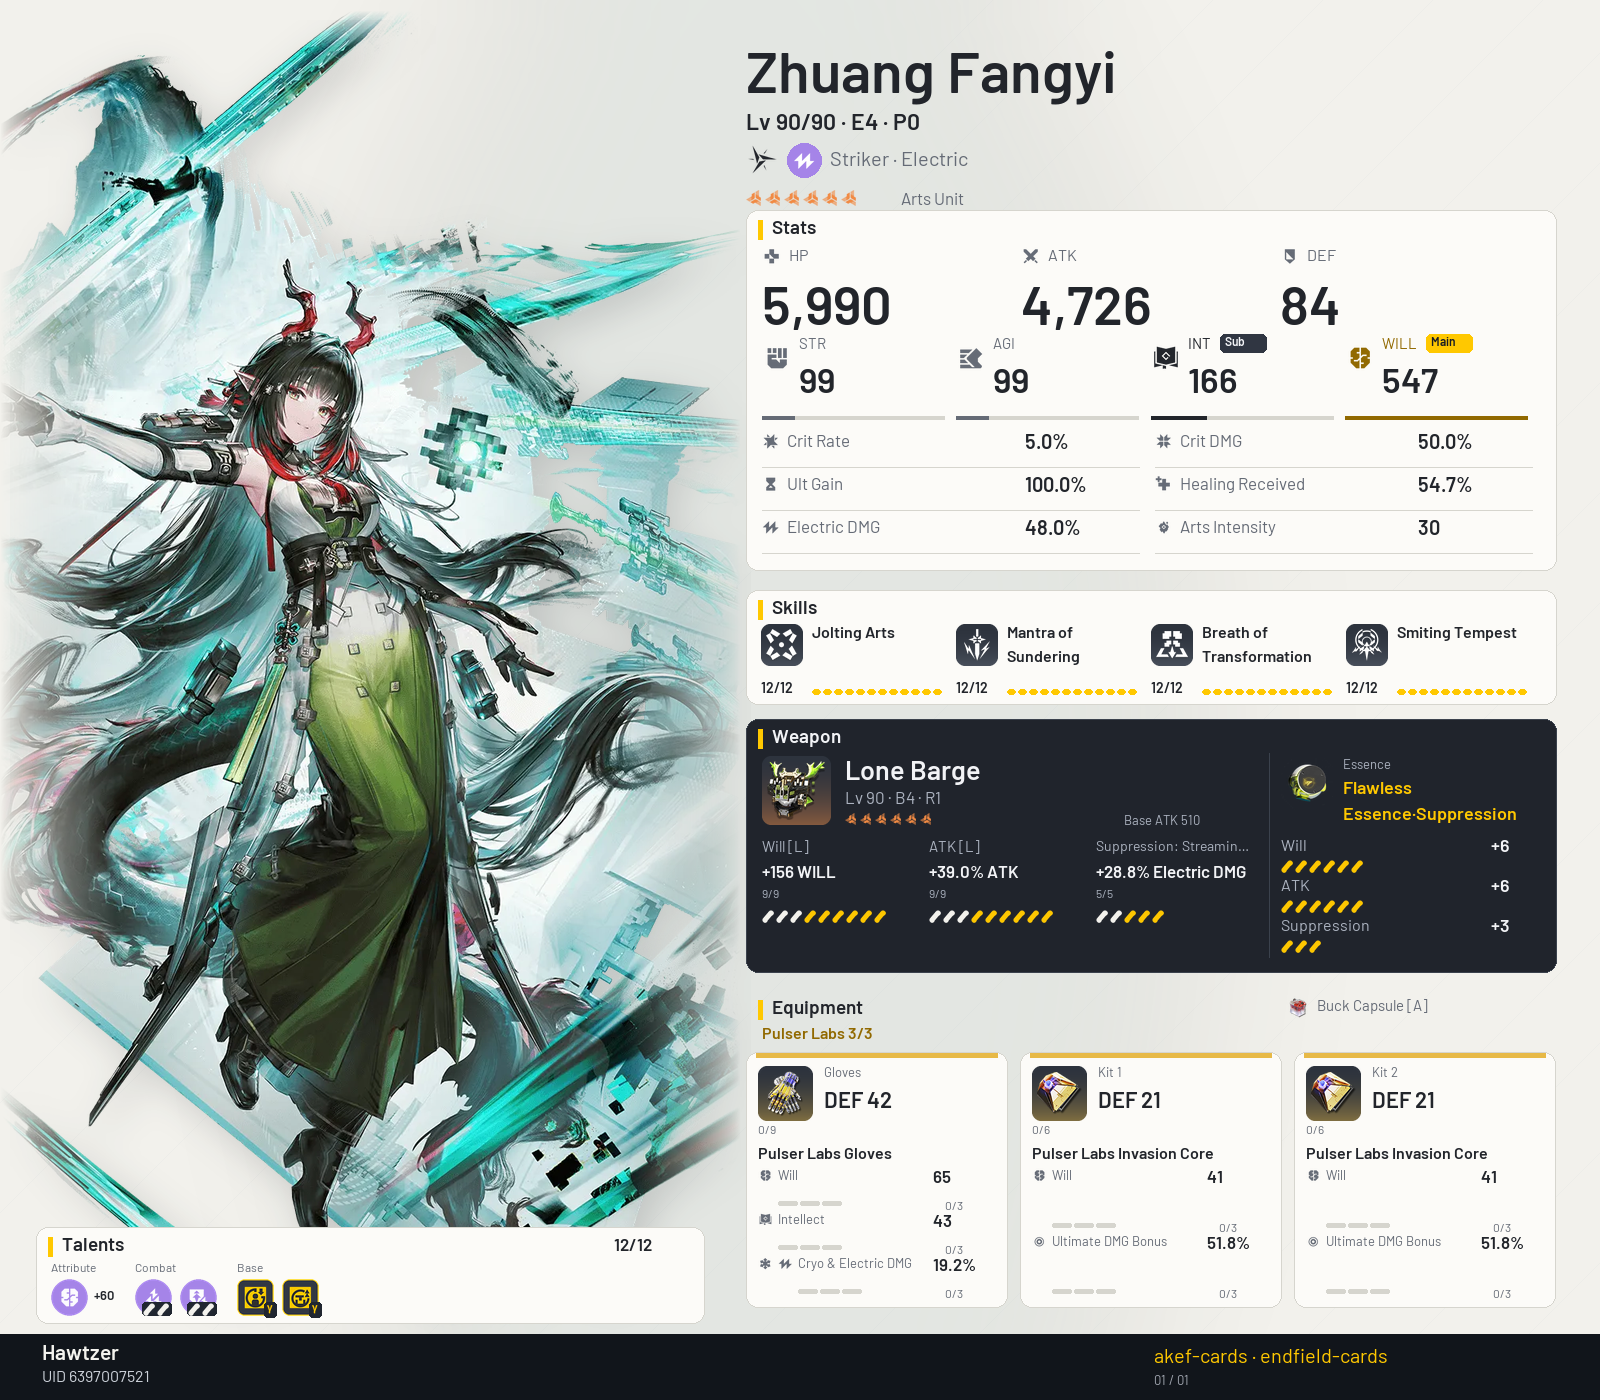 Zhuang Fangyi
Lv 90/90 · E4 · P0
Striker · Electric
Arts Unit
Stats
HP ATK DEF
5,990 4,726 84
STR AGI INT Sub WILL Main
99 99 166 547
Crit Rate 5.0% Crit DMG 50.0%
Ult Gain 100.0% Healing Received 54.7%
Electric DMG 48.0% Arts Intensity 30
Skills
Jolting Arts
12/12
Mantra of
Sundering
12/12
Breath of
Transformation
12/12
Smiting Tempest
12/12
Weapon
Lone Barge
Lv 90 · B4 · R1
Base ATK 510
Will [L]
+156 WILL
9/9
ATK [L]
+39.0% ATK
9/9
Suppression: Streamin...
+28.8% Electric DMG
5/5
Essence
Flawless
Essence·Suppression
Will +6
ATK +6
Suppression +3
Equipment
Buck Capsule [A]
Pulser Labs 3/3
Gloves
DEF 42
0/9
Pulser Labs Gloves
Will 65
0/3
Intellect 43
0/3
Cryo & Electric DMG 19.2%
0/3
Kit 1
DEF 21
0/6
Pulser Labs Invasion Core
Will 41
0/3
Ultimate DMG Bonus 51.8%
0/3
Kit 2
DEF 21
0/6
Pulser Labs Invasion Core
Will 41
0/3
Ultimate DMG Bonus 51.8%
0/3
Talents 12/12
Attribute Combat Base
+60
Y Y
Hawtzer
UID 6397007521
akef-cards · endfield-cards
01 / 01